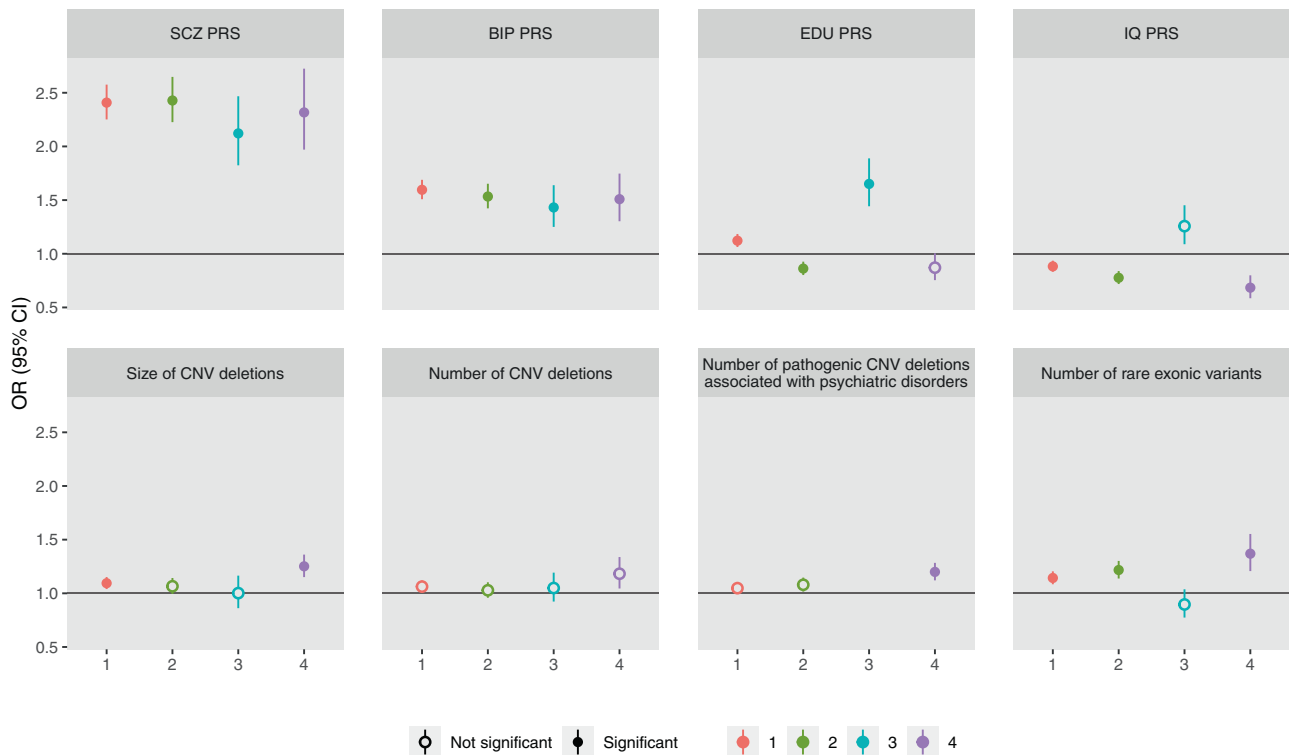 SCZ PRS
BIP PRS
EDU PRS
IQ PRS
2.5
2.0
1.5
1.0
0.5
OR (95% CI)
Size of CNV deletions
Number of CNV deletions
Number of pathogenic CNV deletions
associated with psychiatric disorders
Number of rare exonic variants
2.5
2.0
1.5
1.0
0.5
1 2 3 4
1 2 3 4
1 2 3 4
1 2 3 4
Not significant Significant 1 2 3 4